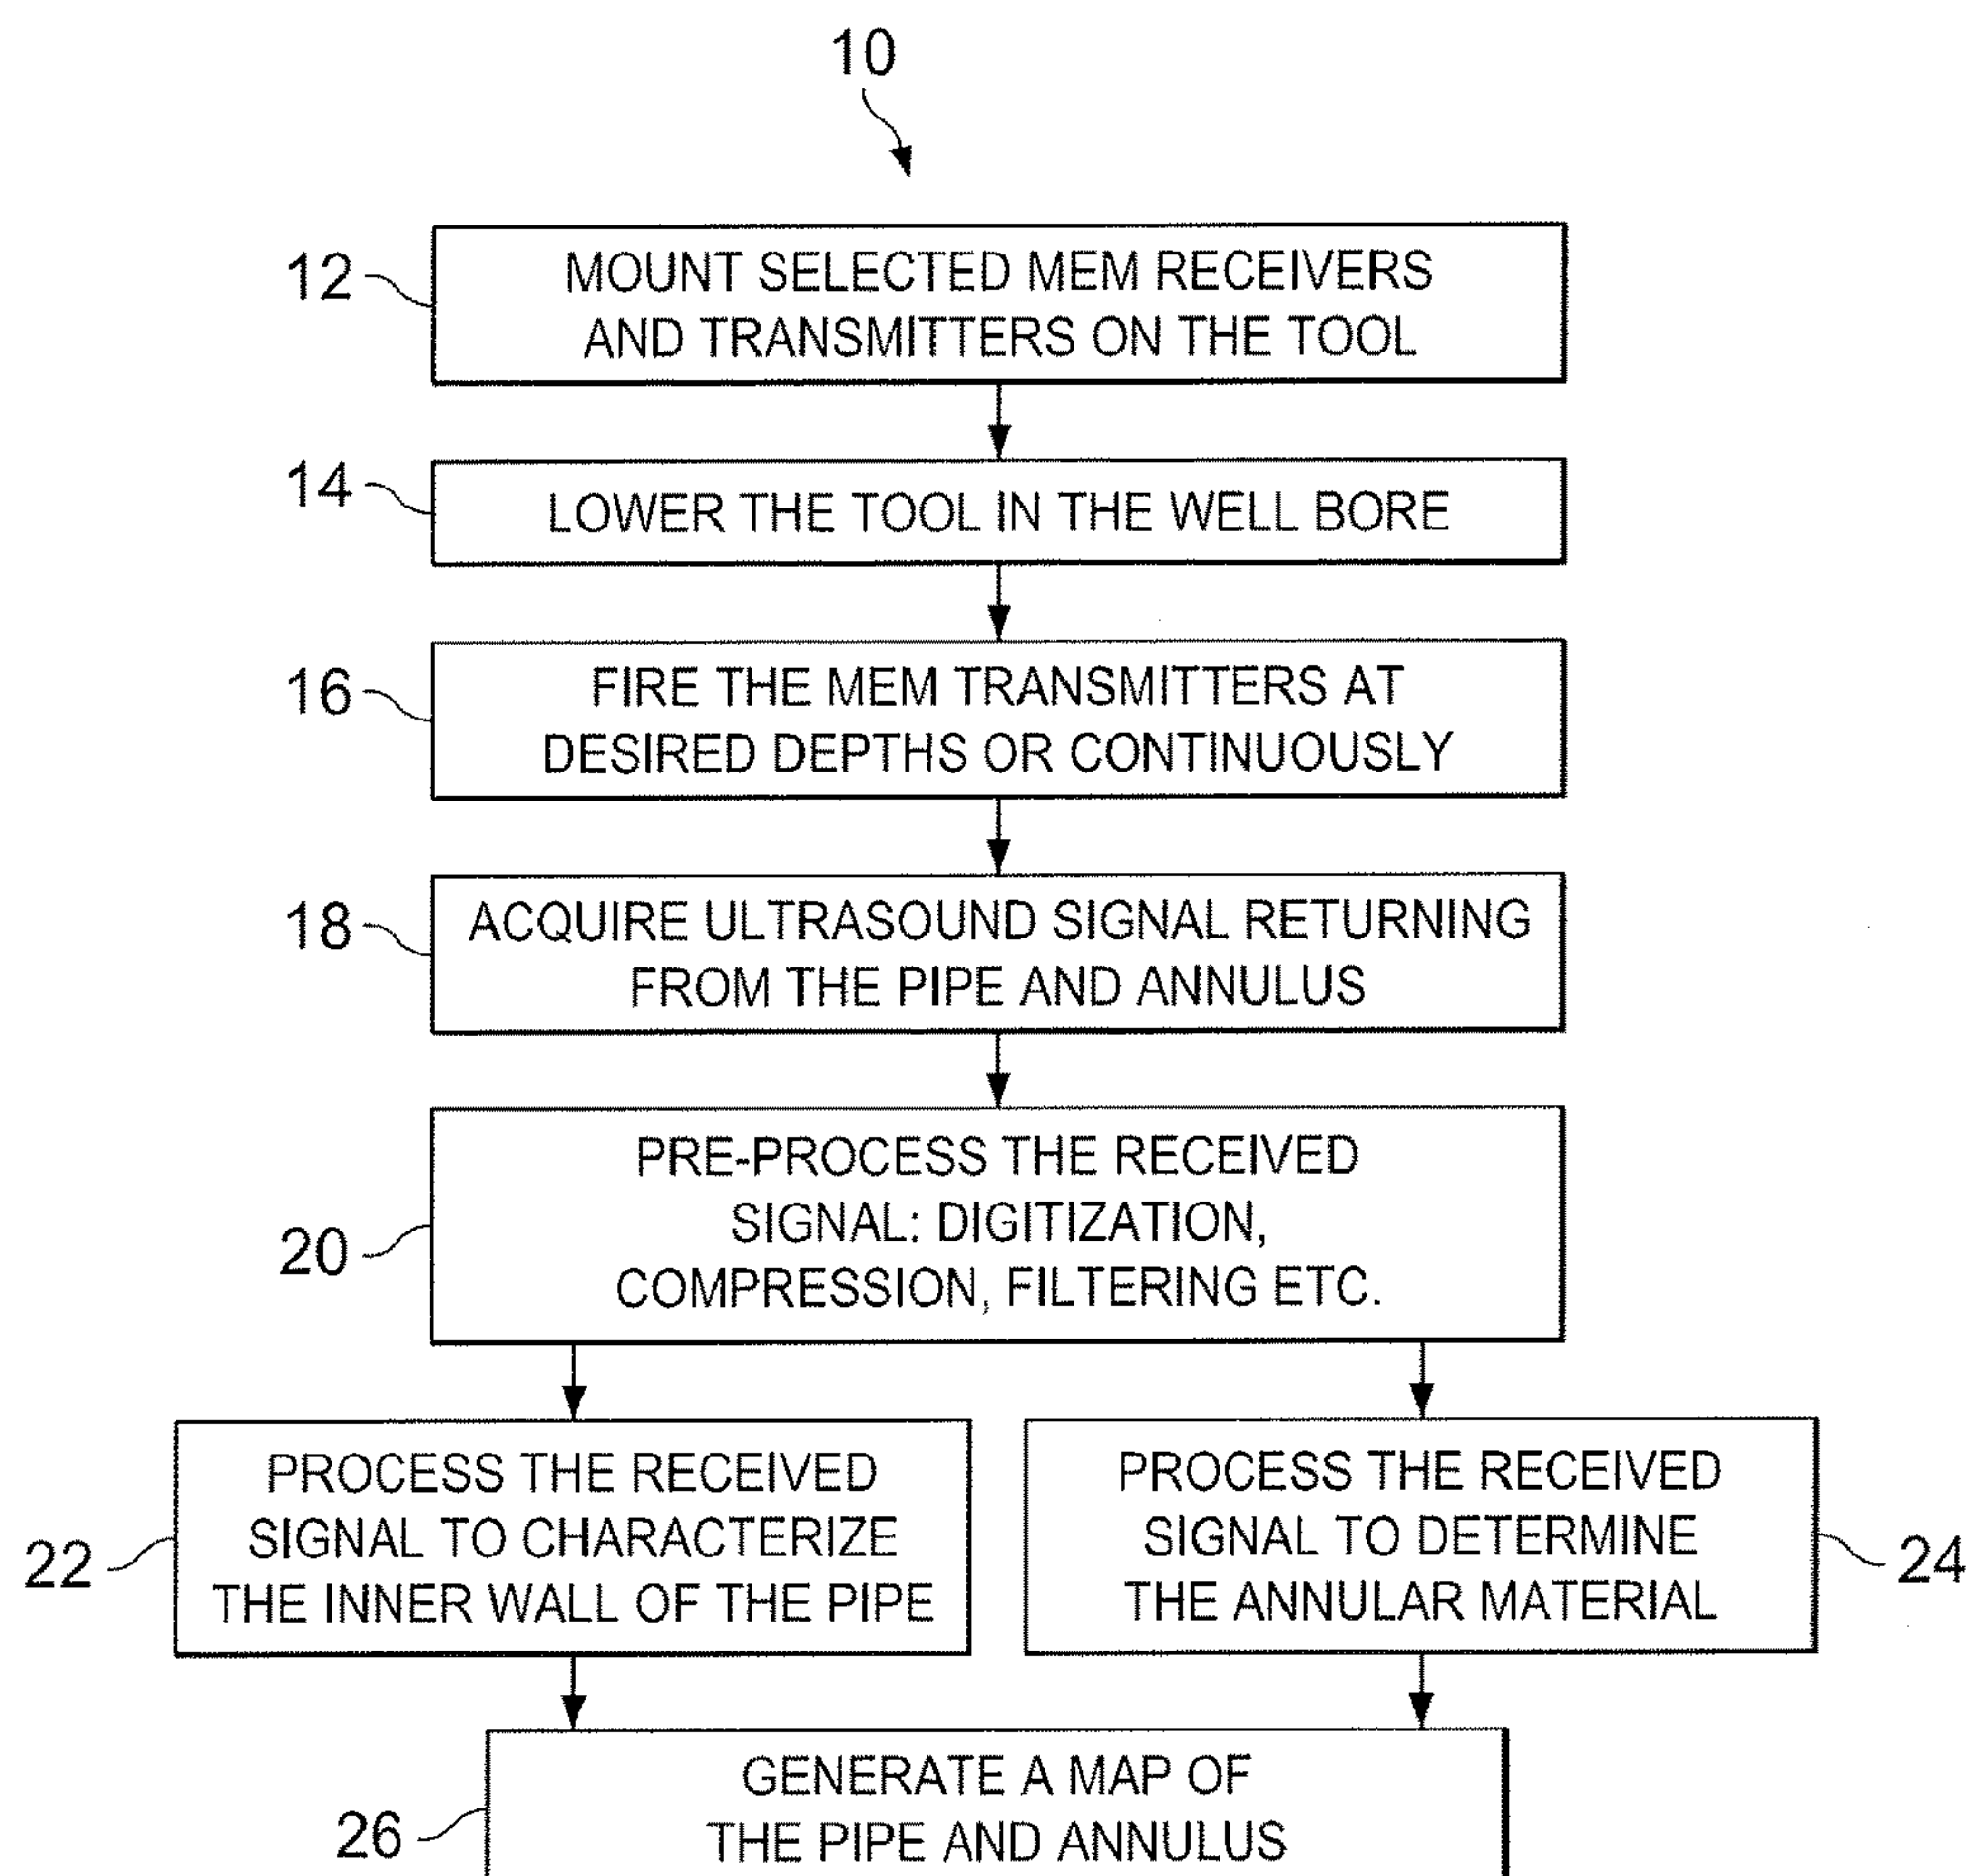 10
12
MOUNT SELECTED MEM RECEIVERS
AND TRANSMITTERS ON THE TOOL
14
LOWER THE TOOL IN THE WELL BORE
16
FIRE THE MEM TRANSMITTERS AT
DESIRED DEPTHS OR CONTINUOUSLY
18
ACQUIRE ULTRASOUND SIGNAL RETURNING
FROM THE PIPE AND ANNULUS
20
PRE-PROCESS THE RECEIVED
SIGNAL: DIGITIZATION,
COMPRESSION, FILTERING ETC.
22
PROCESS THE RECEIVED
SIGNAL TO CHARACTERIZE
THE INNER WALL OF THE PIPE
PROCESS THE RECEIVED
SIGNAL TO DETERMINE
THE ANNULAR MATERIAL
24
26
GENERATE A MAP OF
THE PIPE AND ANNULUS